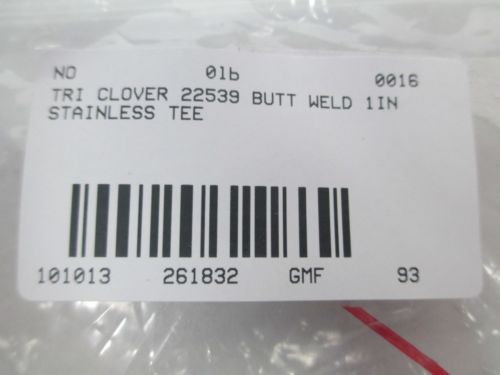 NO 0lb 0016
TRI CLOVER 22539 BUTT WELD 1IN
STAINLESS TEE
101013 261832 GMF 93